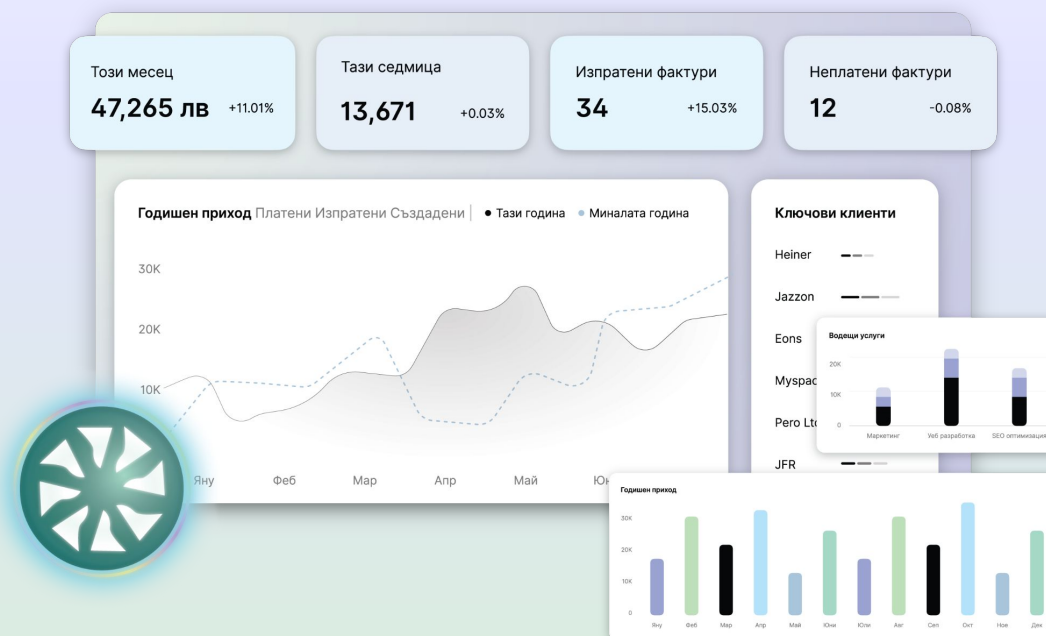 Този месец
47,265 лв +11.01%
Тази седмица
13,671 +0.03%
Изпратени фактури
34 +15.03%
Неплатени фактури
12 -0.08%
Годишен приход Платени Изпратени Създадени | • Тази година • Миналата година
30K
20K
10K
Яну Феб Мар Апр Май
Ключови клиенти
Heiner
Jazzon
Eons
Pero Ltd
JFR
Водещи услуги
20K
10K
0
Маркетинг Уеб разработка SEO оптимизация
Годишен приход
30K
20K
10K
0
Яну Феб Мар Апр Май Юни Юли Авг Сеп Окт Ное Дек